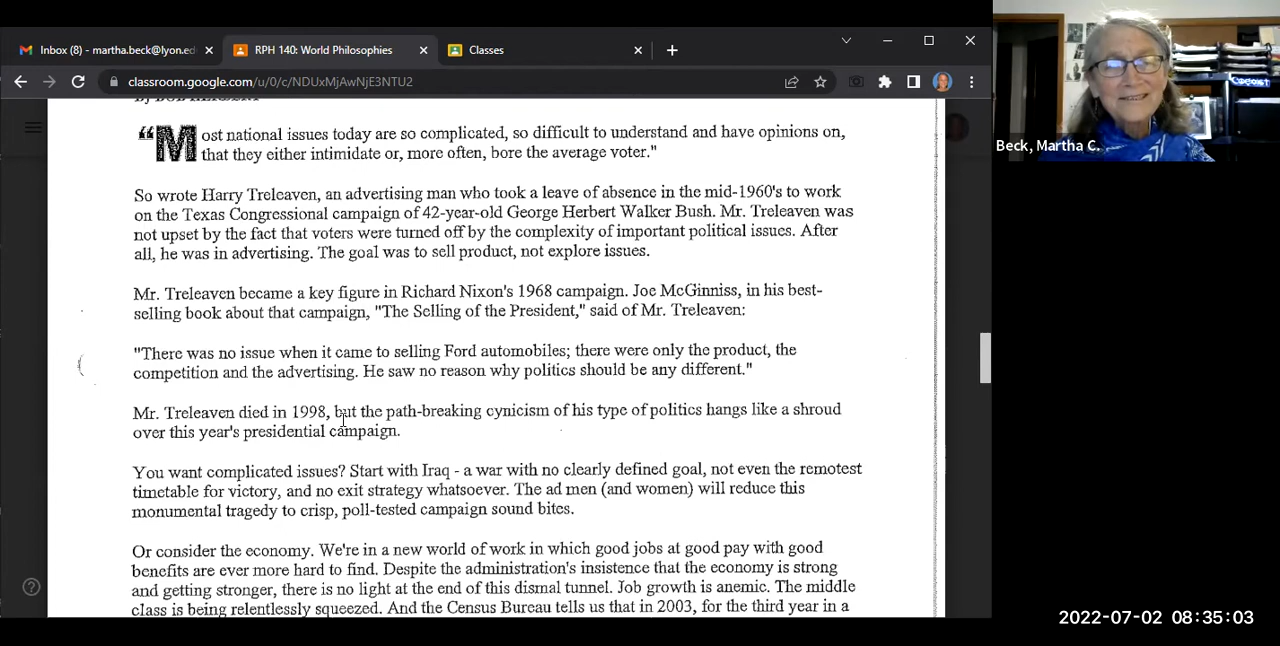 Inbox (8) - martha.beck@lyon.ed
RPH 140: World Philosophies
Classes
classroom.google.com/u/0/c/NDUxMjAwNjE3NTU2
"Most national issues today are so complicated, so difficult to understand and have opinions on,
that they either intimidate or, more often, bore the average voter."
So wrote Harry Treleaven, an advertising man who took a leave of absence in the mid-1960's to work
on the Texas Congressional campaign of 42-year-old George Herbert Walker Bush. Mr. Treleaven was
not upset by the fact that voters were turned off by the complexity of important political issues. After
all, he was in advertising. The goal was to sell product, not explore issues.
Mr. Treleaven became a key figure in Richard Nixon's 1968 campaign. Joe McGinniss, in his best-
selling book about that campaign, "The Selling of the President," said of Mr. Treleaven:
"There was no issue when it came to selling Ford automobiles; there were only the product, the
competition and the advertising. He saw no reason why politics should be any different."
Mr. Treleaven died in 1998, but the path-breaking cynicism of his type of politics hangs like a shroud
over this year's presidential campaign.
You want complicated issues? Start with Iraq - a war with no clearly defined goal, not even the remotest
timetable for victory, and no exit strategy whatsoever. The ad men (and women) will reduce this
monumental tragedy to crisp, poll-tested campaign sound bites.
Or consider the economy. We're in a new world of work in which good jobs at good pay with good
benefits are ever more hard to find. Despite the administration's insistence that the economy is strong
and getting stronger, there is no light at the end of this dismal tunnel. Job growth is anemic. The middle
class is being relentlessly squeezed. And the Census Bureau tells us that in 2003, for the third year in a
Beck, Martha C.
2022-07-02 08:35:03